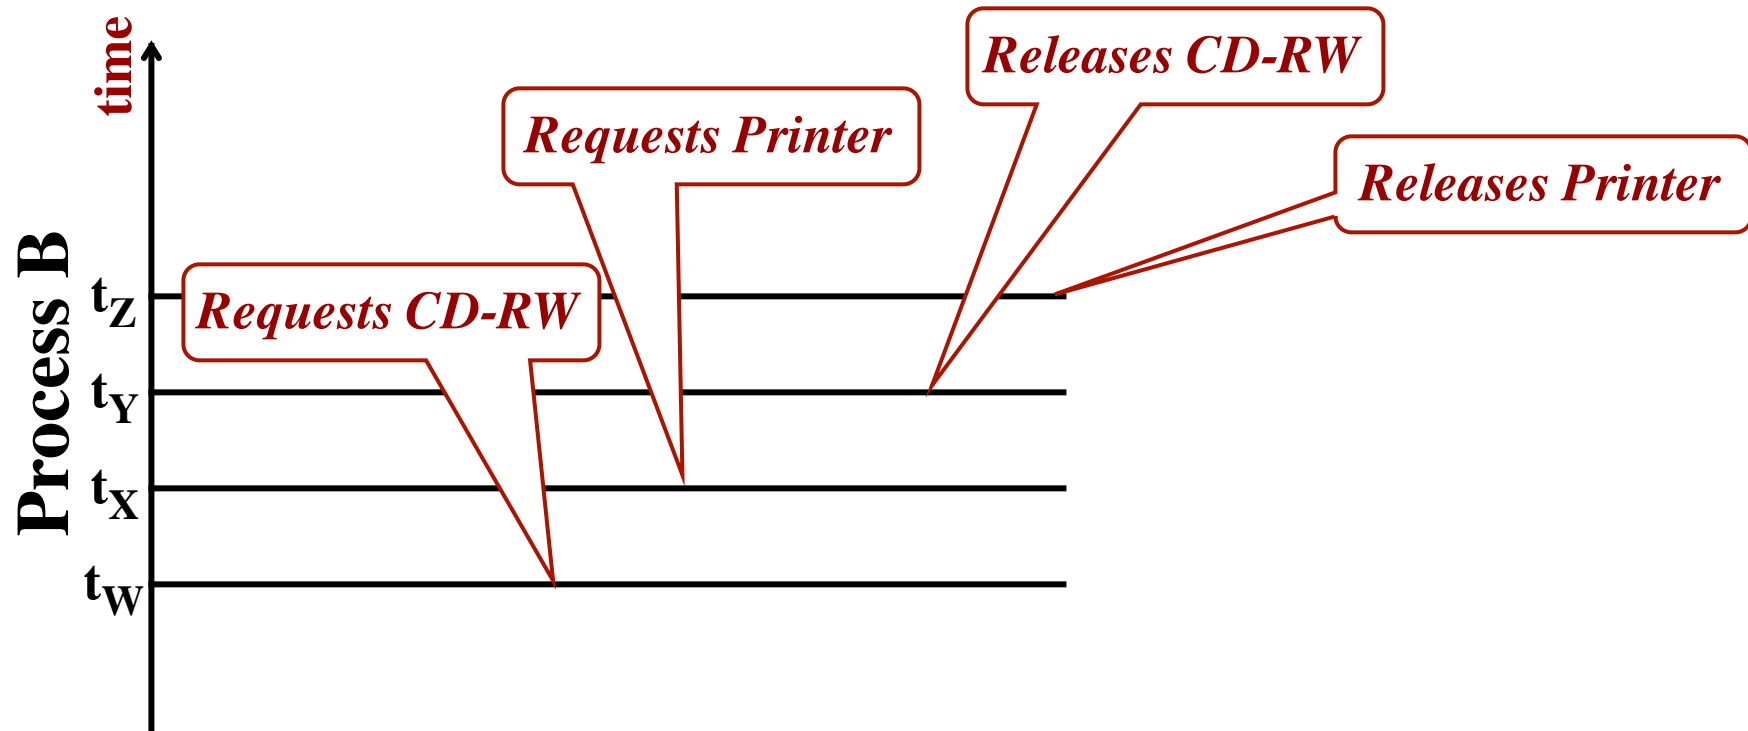 time
Releases CD-RW
Requests Printer
Releases Printer
Process B
tZ
Requests CD-RW
tY
tX
tW